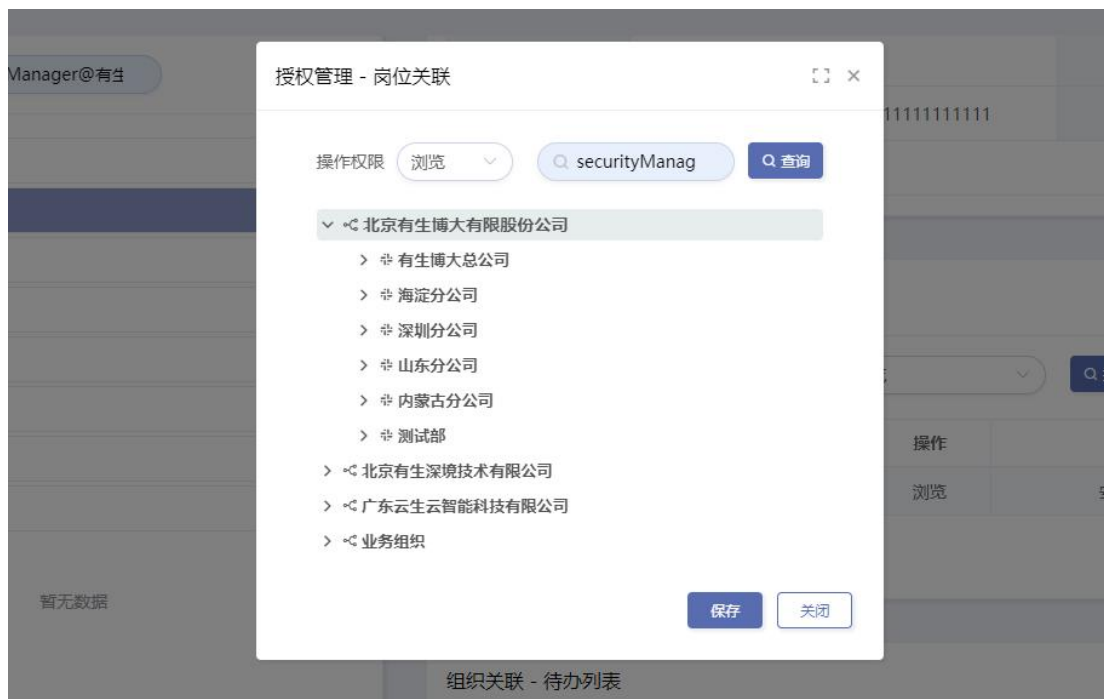 Manager@有生
授权管理 - 岗位关联
11111111111
操作权限 浏览 securityManag 查询
北京有生博大有限股份公司
有生博大总公司
海淀分公司
深圳分公司
山东分公司
内蒙古分公司
测试部
北京有生深境技术有限公司
广东云生云智能科技有限公司
业务组织
操作
浏览
暂无数据
保存 关闭
组织关联 - 待办列表